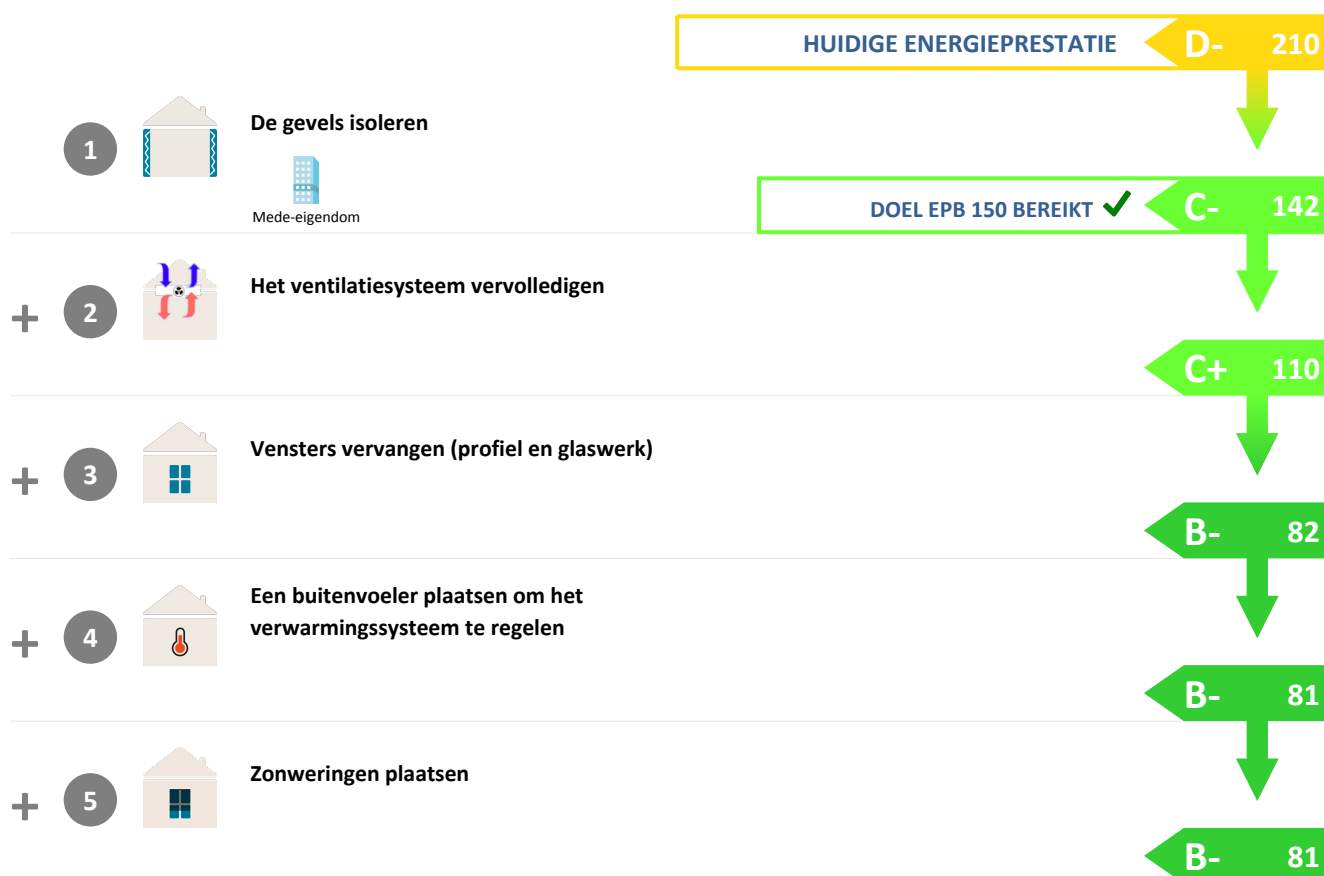 HUIDIGE ENERGIEPRESTATIE D- 210
1 De gevels isoleren
Mede-eigendom
DOEL EPB 150 BEREIKT ✔ C- 142
+ 2 Het ventilatiesysteem vervolledigen
C+ 110
+ 3 Vensters vervangen (profiel en glaswerk)
B- 82
+ 4 Een buitenvoeler plaatsen om het
verwarmingssysteem te regelen
B- 81
+ 5 Zonweringen plaatsen
B- 81